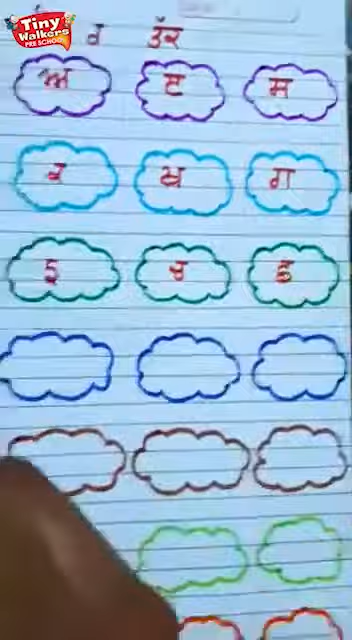 Tiny
Walkers
PRE SCHOOL
ੲ ਤੱਕ
ਅ ੲ ਸ
ਕ ਖ ਗ
ਙ ਚ ਛ